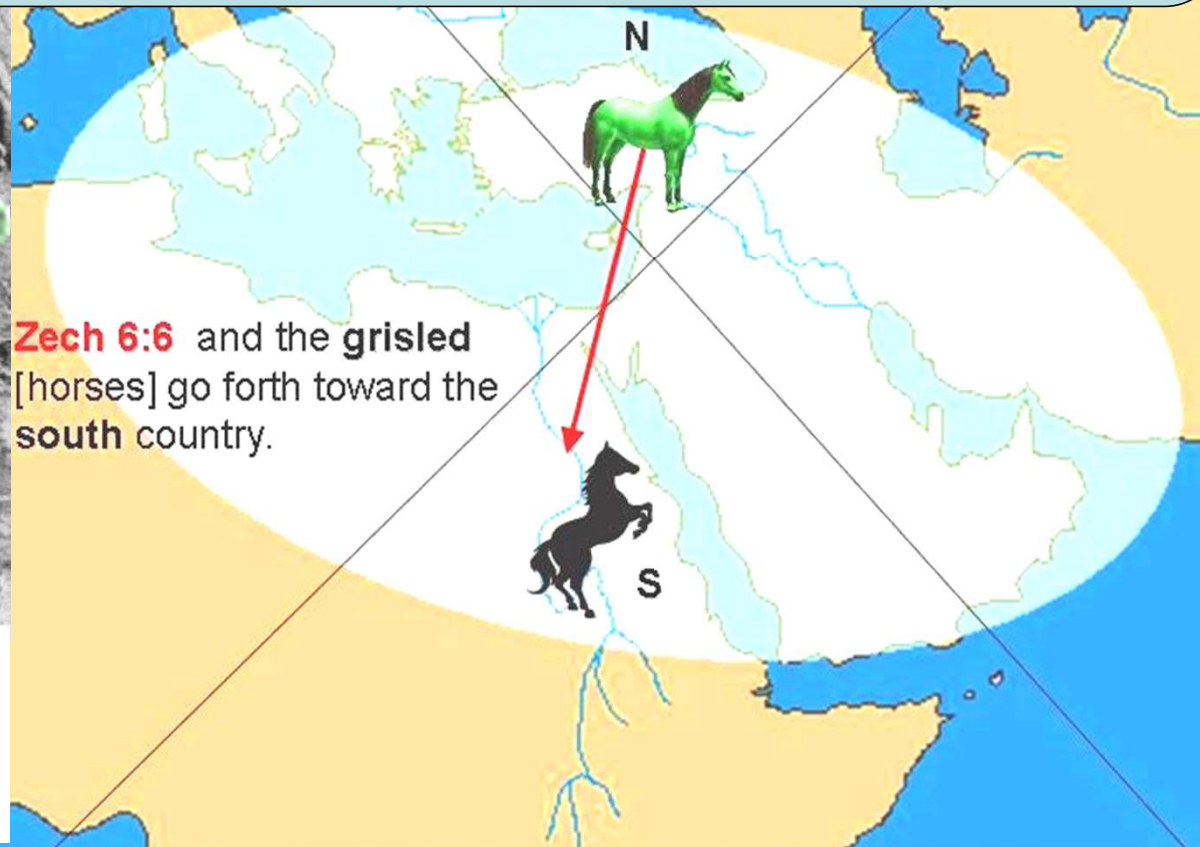 N
Zech 6:6 and the grisled
[horses] go forth toward the
south country.
S